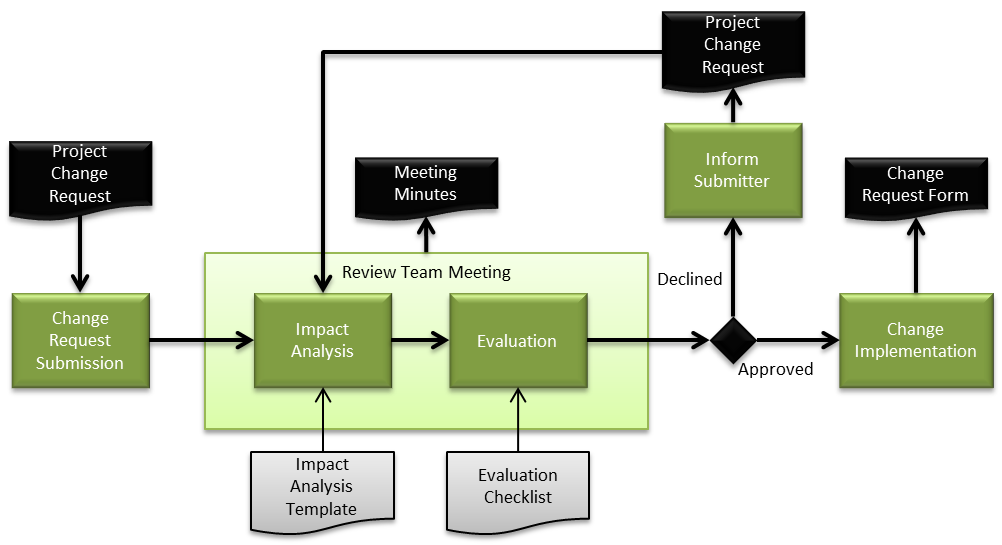 Project
Change
Request
Project
Change
Request
Meeting
Minutes
Inform
Submitter
Change
Request Form
Review Team Meeting
Declined
Change
Request
Submission
Impact
Analysis
Evaluation
Change
Implementation
Approved
Impact
Analysis
Template
Evaluation
Checklist